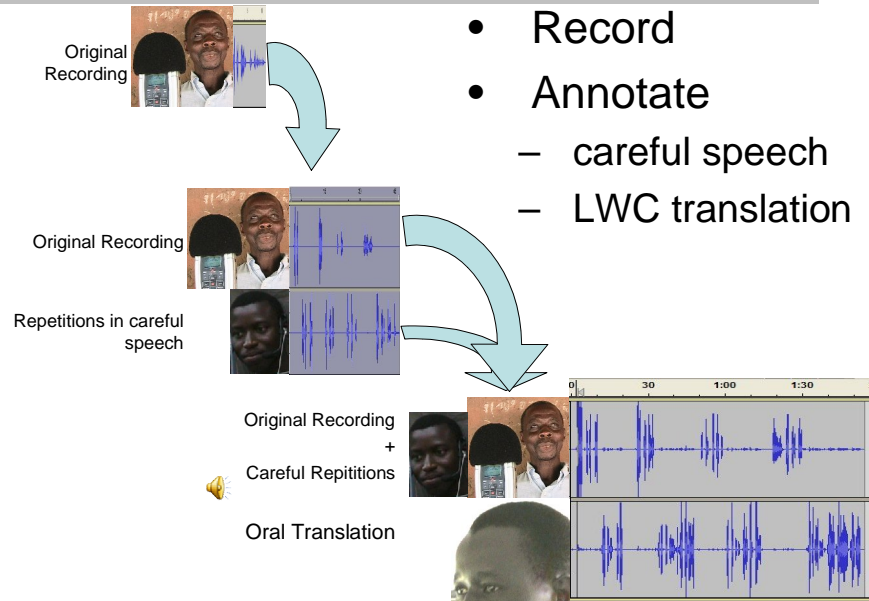 Original
Recording
• Record
• Annotate
– careful speech
– LWC translation
Original Recording
Repetitions in careful
speech
Original Recording
+
Careful Repititions
Oral Translation
0 30 1:00 1:30